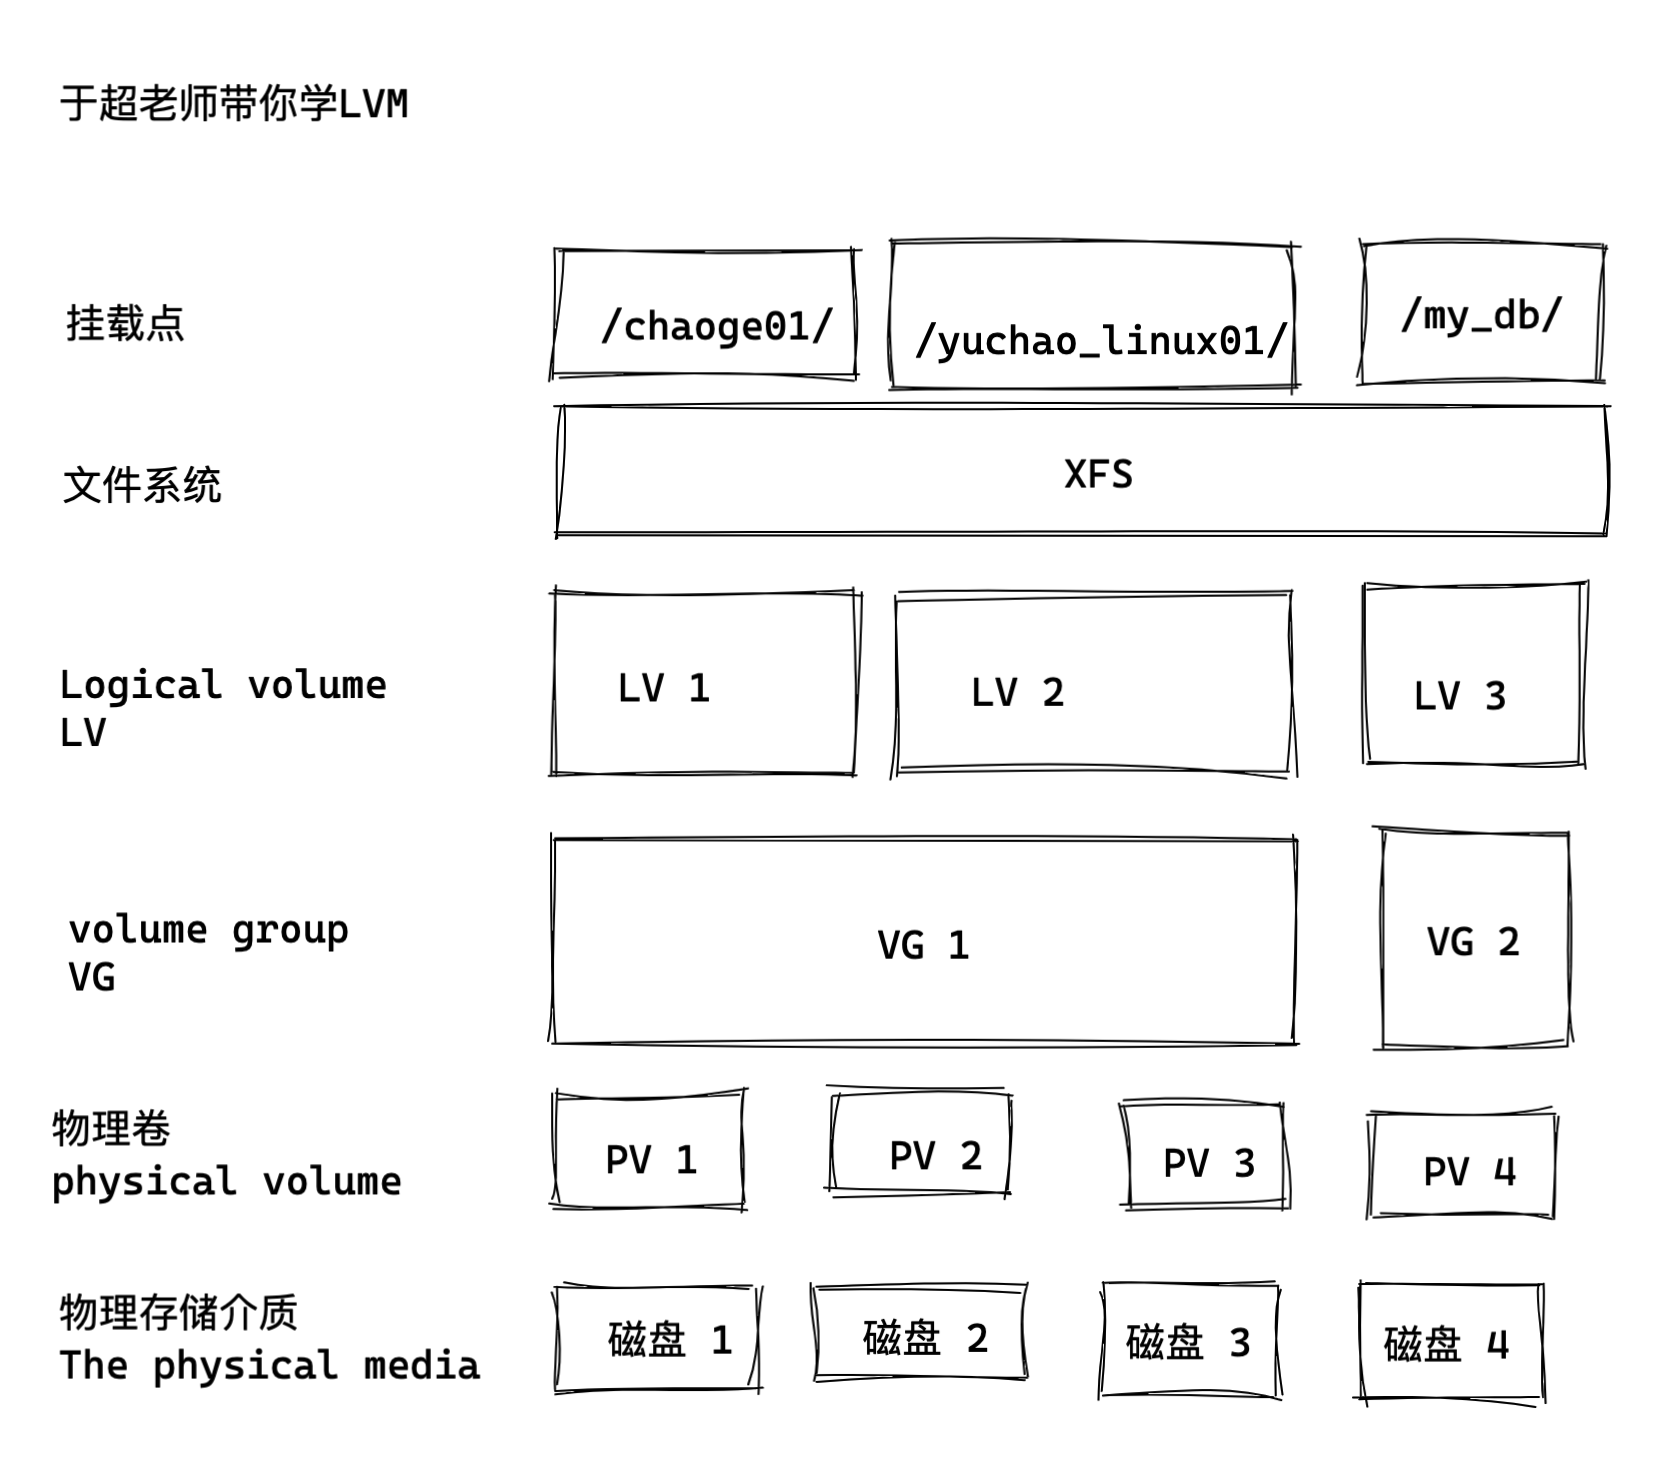 于超老师带你学LVM
挂载点
/chaoge01/
/yuchao_linux01/
/my_db/
文件系统
XFS
Logical volume
LV
LV 1
LV 2
LV 3
volume group
VG
VG 1
VG 2
物理卷
physical volume
PV 1
PV 2
PV 3
PV 4
物理存储介质
The physical media
磁盘 1
磁盘 2
磁盘 3
磁盘 4